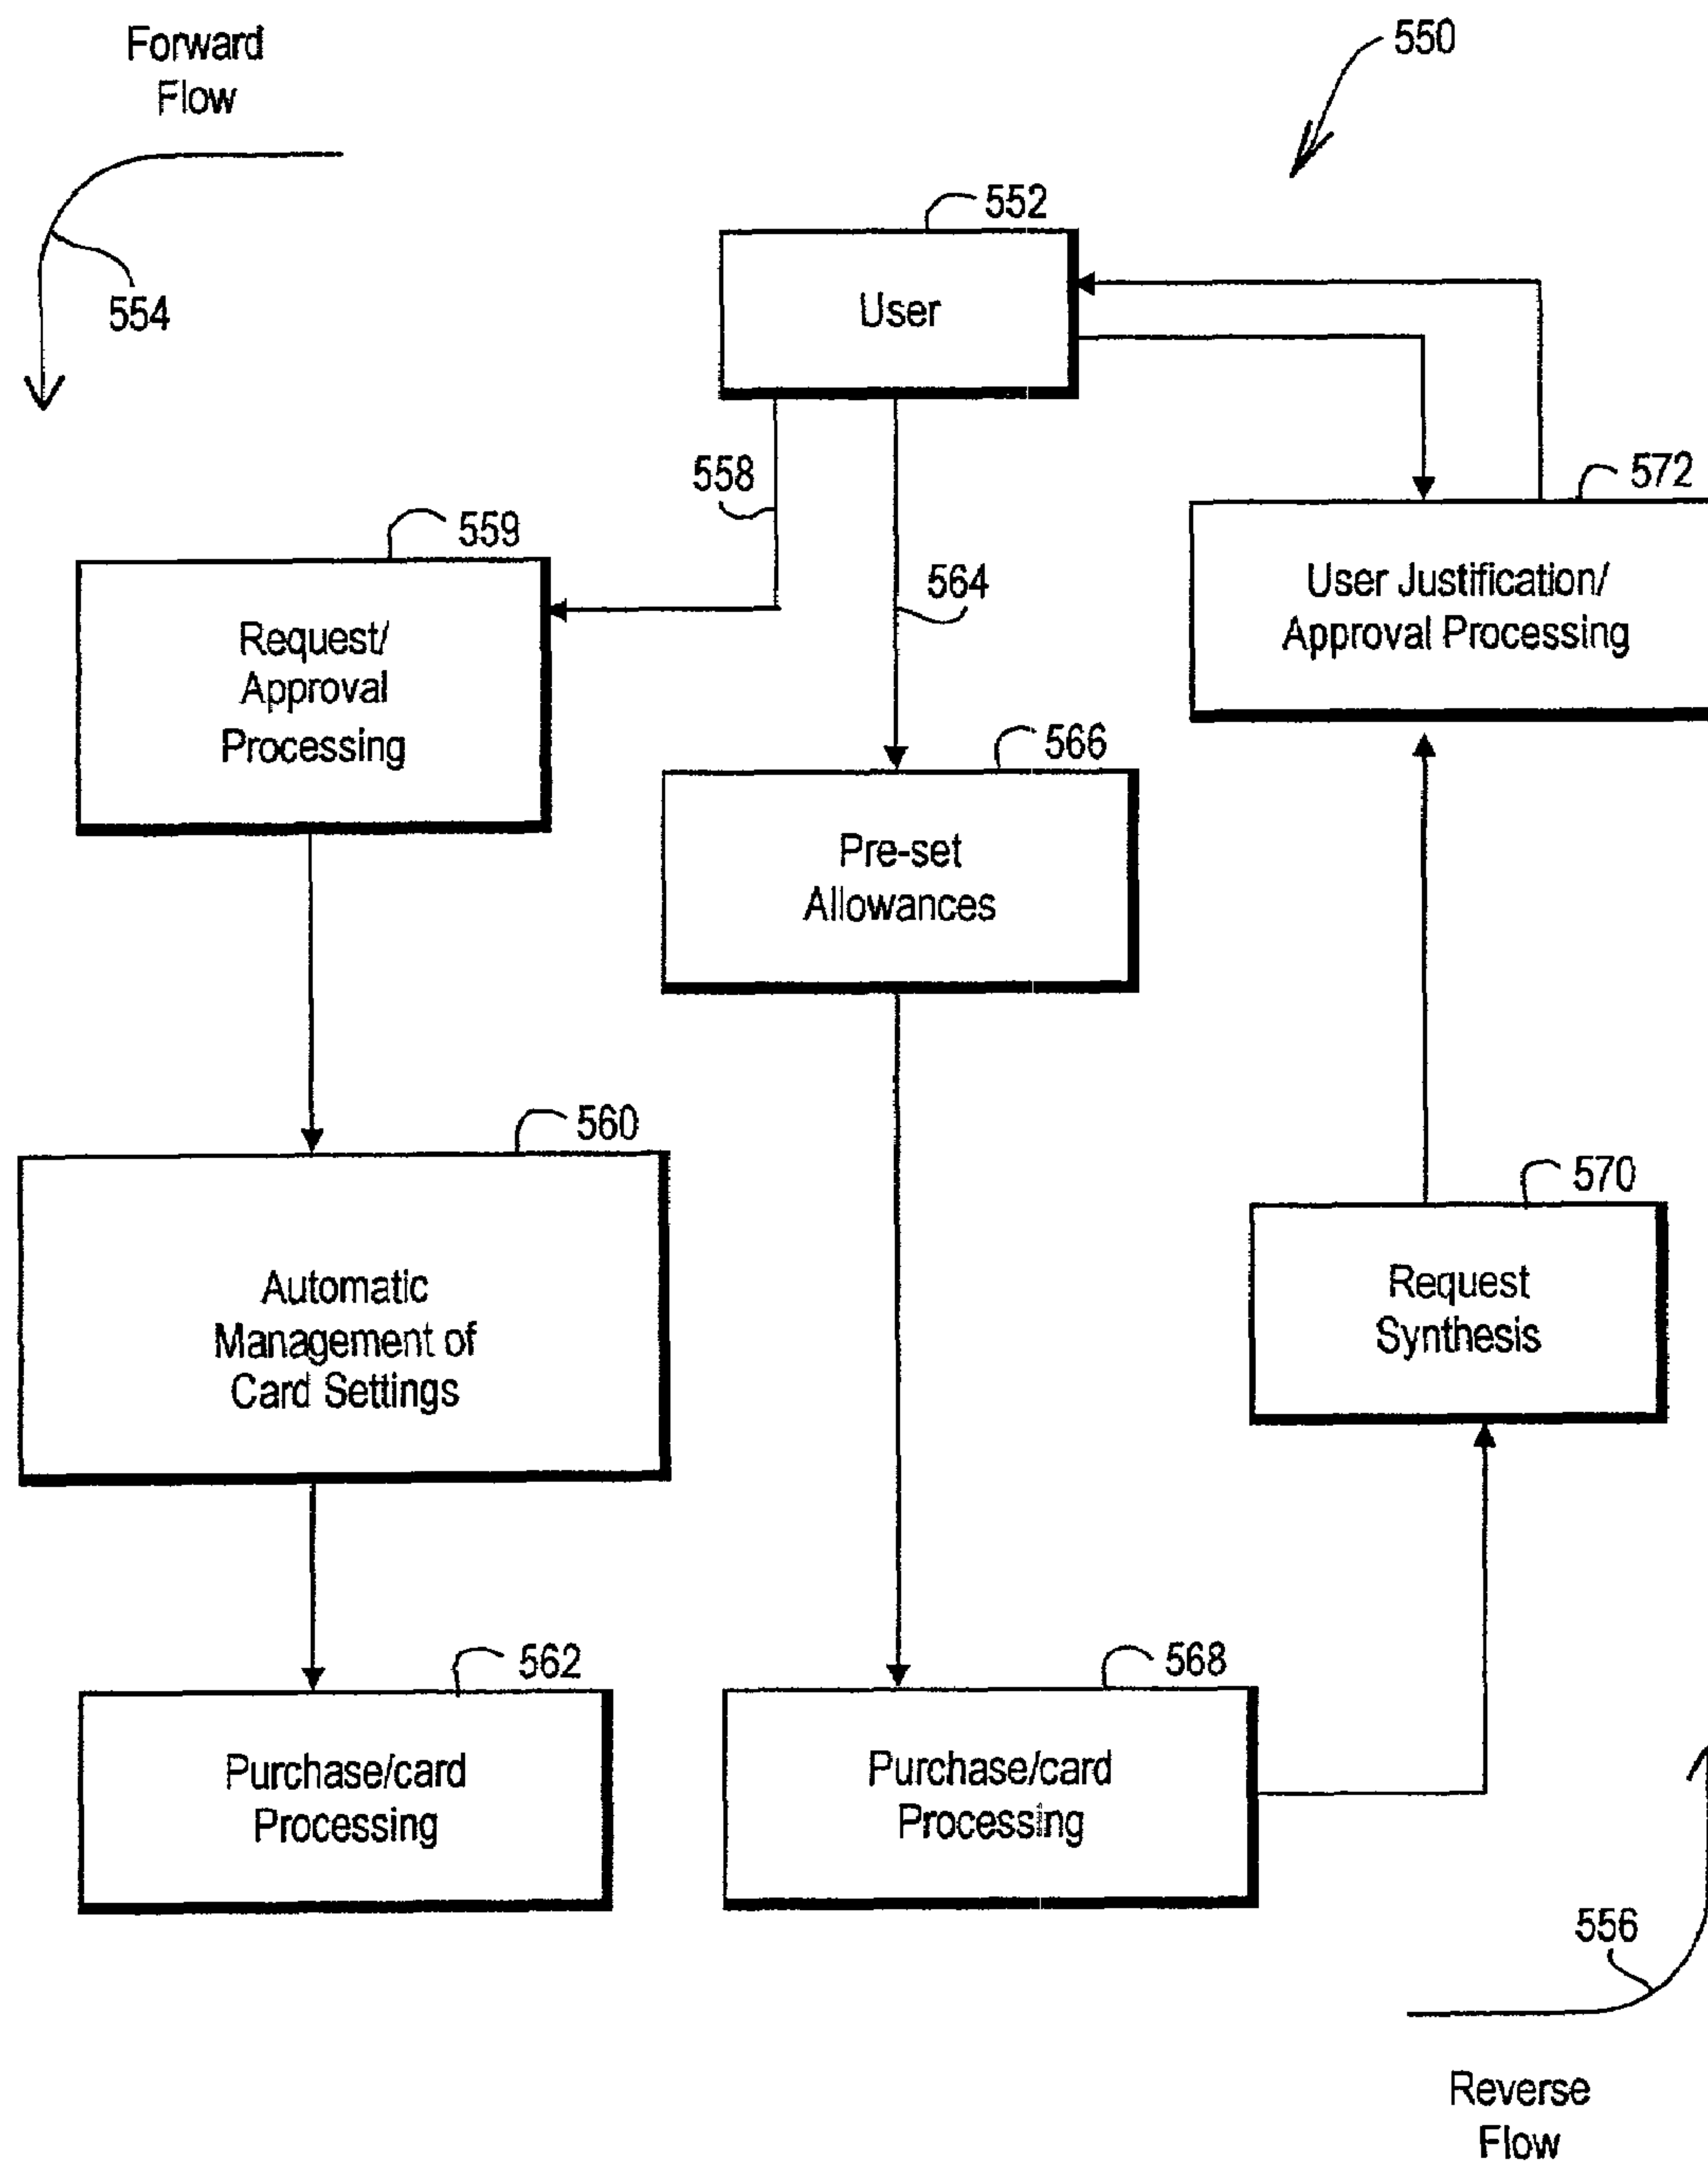 Forward
Flow
550
554
552
User
558
564
572
User Justification/
Approval Processing
559
Request/
Approval
Processing
566
Pre-set
Allowances
560
Automatic
Management of
Card Settings
570
Request
Synthesis
562
Purchase/card
Processing
568
Purchase/card
Processing
556
Reverse
Flow